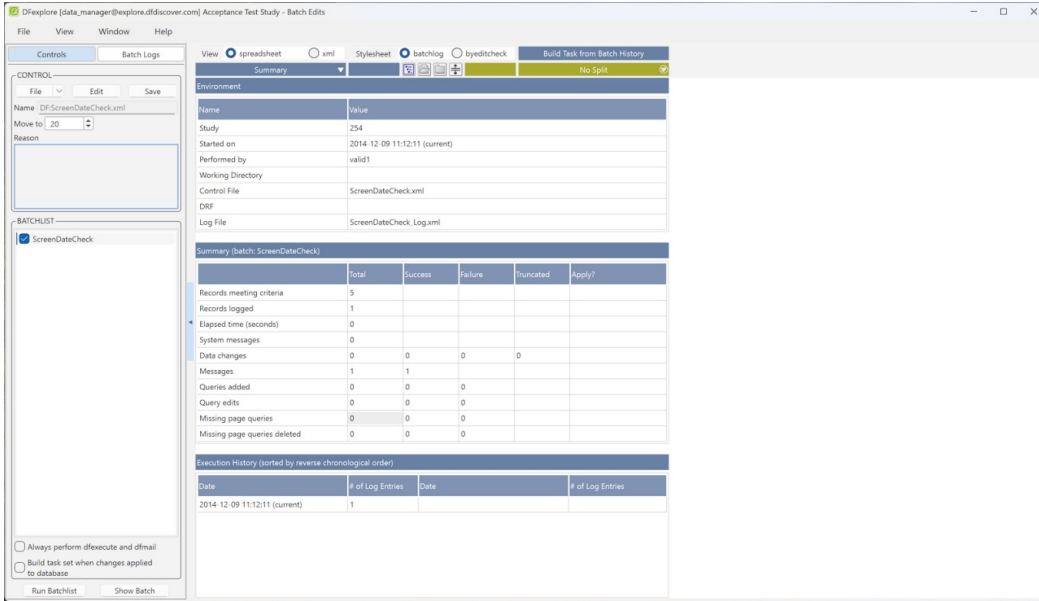 DFexplore [data_manager@explore.dfdiscover.com] Acceptance Test Study - Batch Edits
File View Window Help
Controls Batch Logs
View spreadsheet xml Stylesheet batchlog byeditcheck Build Task from Batch History
Summary No Split
CONTROL
File Edit Save
Name DF:ScreenDateCheck.xml
Move to 20
Reason
BATCHLIST
ScreenDateCheck
Always perform dfexecute and dfmail
Build task set when changes applied
to database
Run Batchlist Show Batch
Environment
Name Value
Study 254
Started on 2014-12-09 11:12:11 (current)
Performed by valid1
Working Directory
Control File ScreenDateCheck.xml
DRF
Log File ScreenDateCheck_Log.xml
Summary (batch: ScreenDateCheck)
Total Success Failure Truncated Apply?
Records meeting criteria 5
Records logged 1
Elapsed time (seconds) 0
System messages 0
Data changes 0 0 0 0
Messages 1 1
Queries added 0 0 0
Query edits 0 0 0
Missing page queries 0 0 0
Missing page queries deleted 0 0 0
Execution History (sorted by reverse chronological order)
Date # of Log Entries Date # of Log Entries
2014-12-09 11:12:11 (current) 1